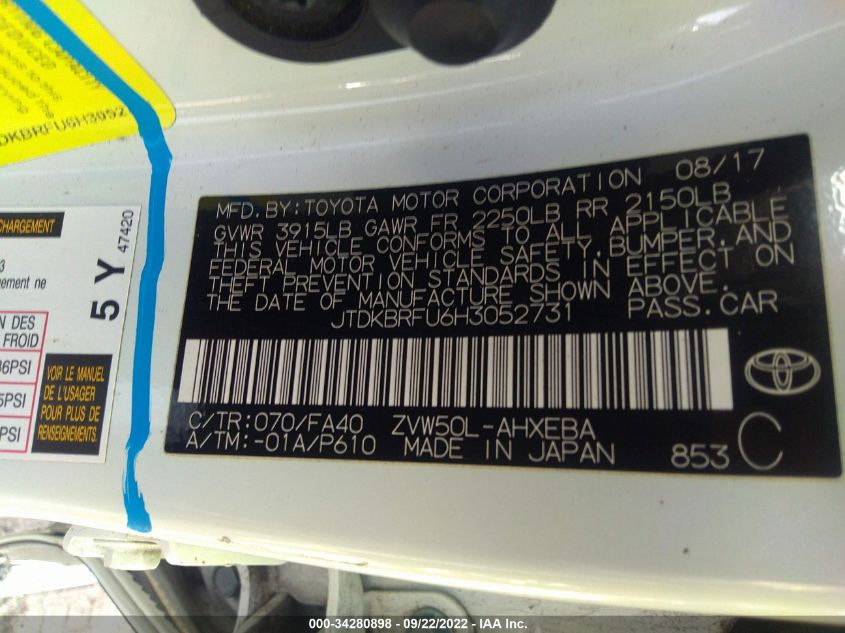 DKBRFU6H3052
CHARGEMENT
47420
5 Y
gement ne
N DES
FROID
36PSI
5PSI
PSI
VOIR LE MANUEL
DE L'USAGER
POUR PLUS DE
RENSEIGNEMENTS.
MFD. BY: TOYOTA MOTOR CORPORATION 08/17
GVWR 3915LB GAWR FR 2250LB RR 2150LB
THIS VEHICLE CONFORMS TO ALL APPLICABLE
FEDERAL MOTOR VEHICLE SAFETY, BUMPER, AND
THEFT PREVENTION STANDARDS IN EFFECT ON
THE DATE OF MANUFACTURE SHOWN ABOVE.
JTDKBRFU6H3052731 PASS. CAR
C/TR: 070/FA40 ZVW50L-AHXEBA
A/TM: -01A/P610 MADE IN JAPAN 853 C
000-34280898 - 09/22/2022 - IAA Inc.